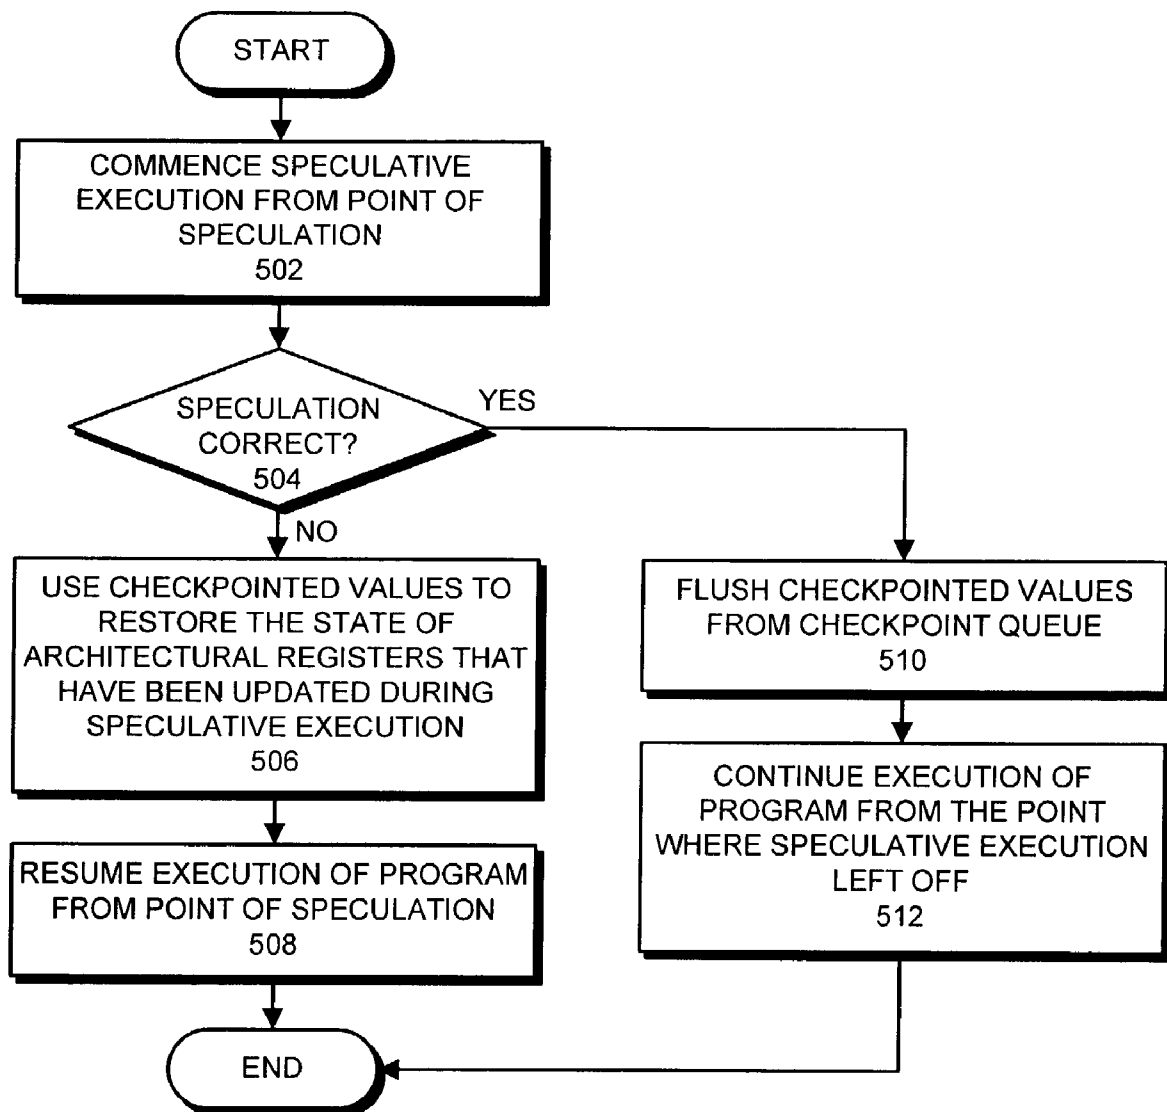 START
COMMENCE SPECULATIVE
EXECUTION FROM POINT OF
SPECULATION
502
SPECULATION
CORRECT?
504
YES
NO
USE CHECKPOINTED VALUES TO
RESTORE THE STATE OF
ARCHITECTURAL REGISTERS THAT
HAVE BEEN UPDATED DURING
SPECULATIVE EXECUTION
506
RESUME EXECUTION OF PROGRAM
FROM POINT OF SPECULATION
508
FLUSH CHECKPOINTED VALUES
FROM CHECKPOINT QUEUE
510
CONTINUE EXECUTION OF
PROGRAM FROM THE POINT
WHERE SPECULATIVE EXECUTION
LEFT OFF
512
END